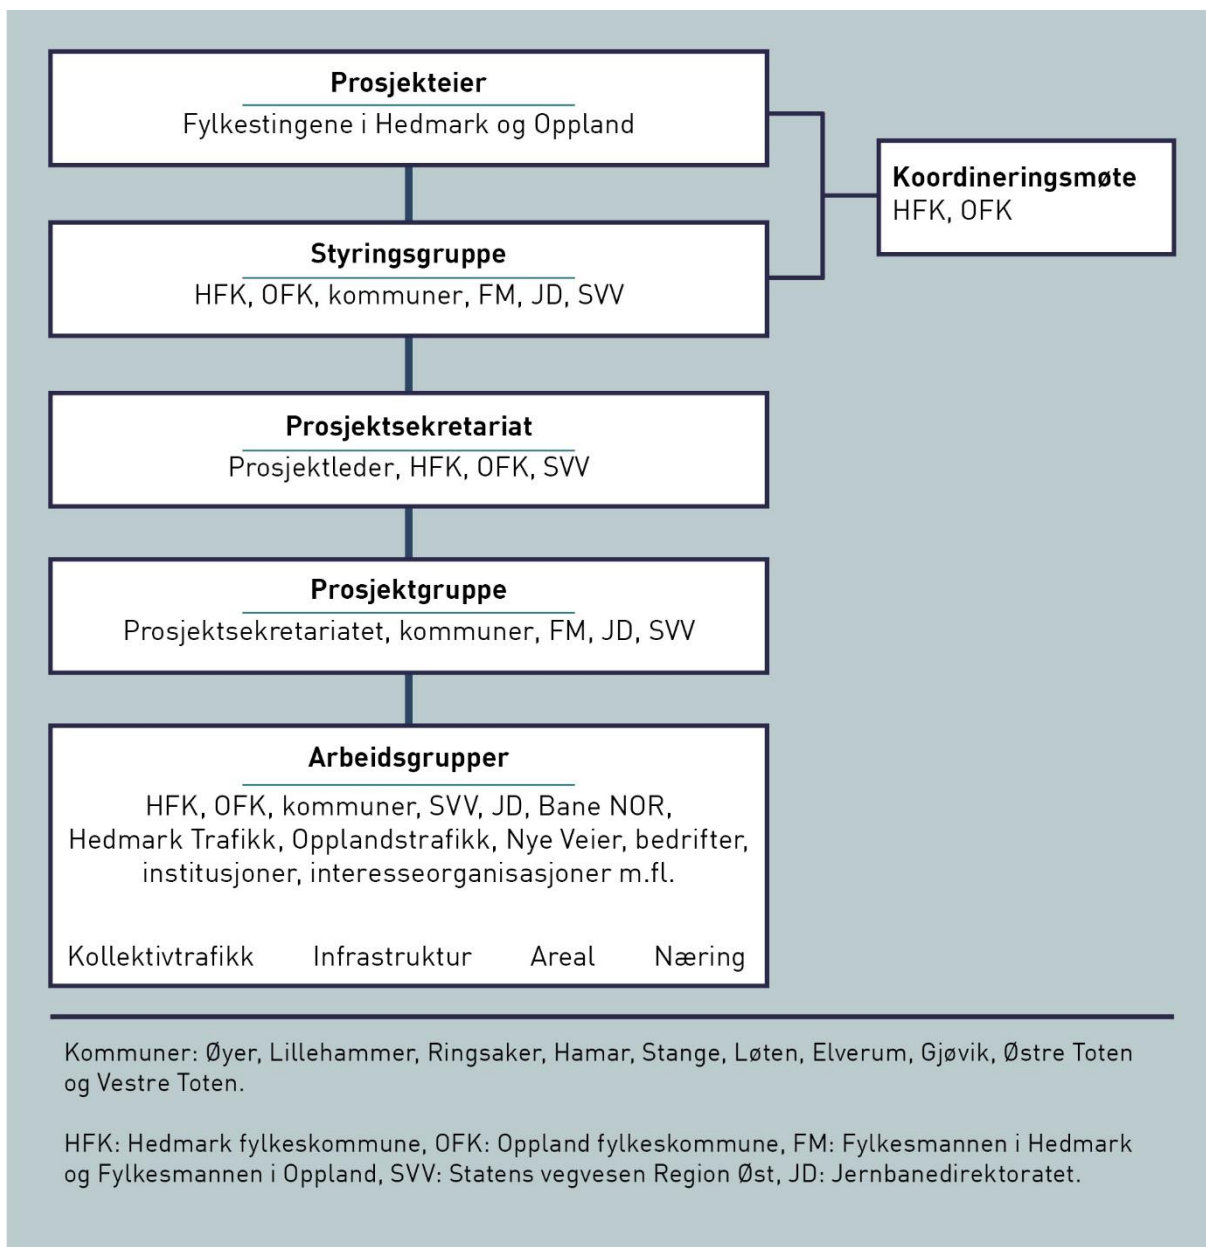 Prosjekteier
Fylkestingene i Hedmark og Oppland
Koordineringsmøte
HFK, OFK
Styringsgruppe
HFK, OFK, kommuner, FM, JD, SVV
Prosjektsekretariat
Prosjektleder, HFK, OFK, SVV
Prosjektgruppe
Prosjektsekretariatet, kommuner, FM, JD, SVV
Arbeidsgrupper
HFK, OFK, kommuner, SVV, JD, Bane NOR,
Hedmark Trafikk, Opplandstrafikk, Nye Veier, bedrifter,
institusjoner, interesseorganisasjoner m.fl.
Kollektivtrafikk Infrastruktur Areal Næring
Kommuner: Øyer, Lillehammer, Ringsaker, Hamar, Stange, Løten, Elverum, Gjøvik, Østre Toten
og Vestre Toten.
HFK: Hedmark fylkeskommune, OFK: Oppland fylkeskommune, FM: Fylkesmannen i Hedmark
og Fylkesmannen i Oppland, SVV: Statens vegvesen Region Øst, JD: Jernbanedirektoratet.